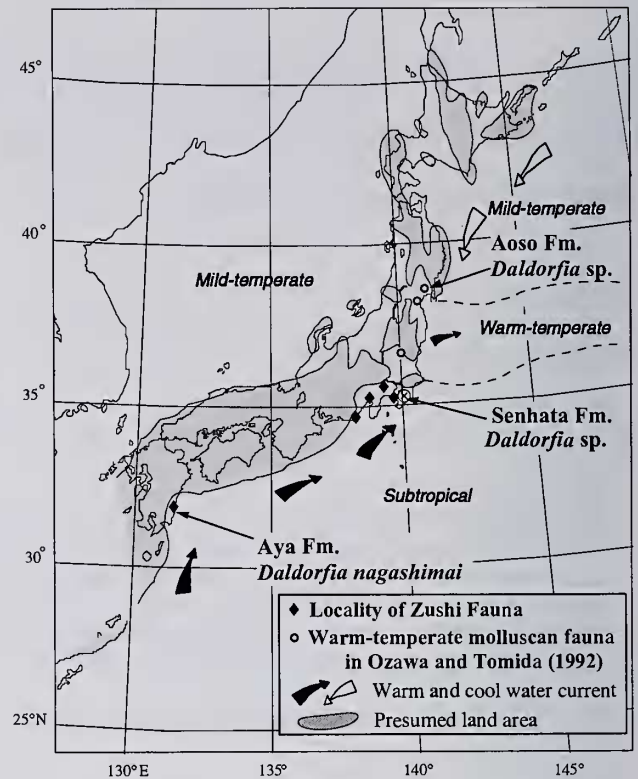 45°
40°
35°
30°
25°N
130°E
135°
140°
145°
Mild-temperate
Aoso Fm.
Daldorfia sp.
Mild-temperate
Warm-temperate
Senhata Fm.
Daldorfia sp.
Subtropical
Aya Fm.
Daldorfia nagashimai
Locality of Zushi Fauna
Warm-temperate molluscan fauna
in Ozawa and Tomida (1992)
Warm and cool water current
Presumed land area